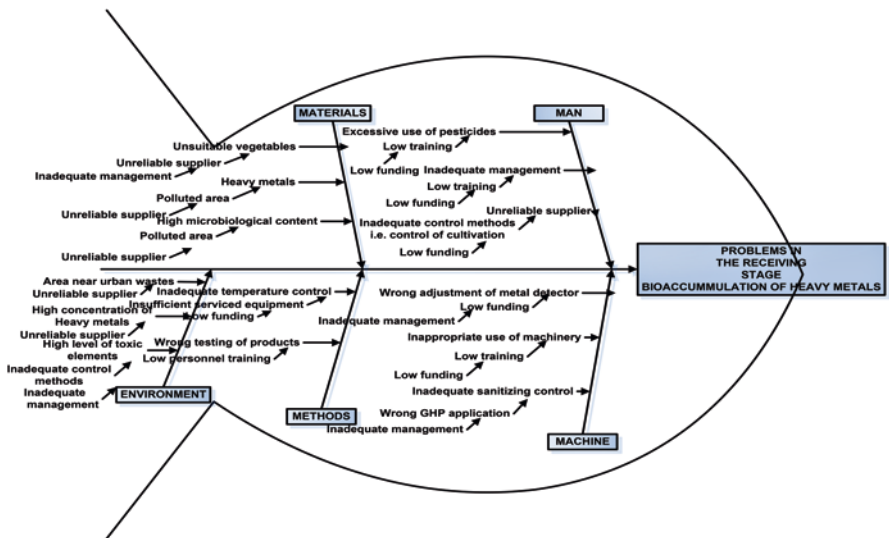 MATERIALS
MAN
Excessive use of pesticides
Unsuitable vegetables
Low training
Unreliable supplier
Inadequate management
Low funding
Inadequate management
Heavy metals
Low training
Polluted area
Low funding
Unreliable supplier
Unreliable supplier
High microbiological content
Inadequate control methods
i.e. control of cultivation
Polluted area
Unreliable supplier
Low funding
PROBLEMS IN
THE RECEIVING
STAGE
BIOACCUMMULATION OF HEAVY METALS
Area near urban wastes
Unreliable supplier
Inadequate temperature control
Wrong adjustment of metal detector
Insufficient serviced equipment
Low funding
High concentration of
Heavy metals
Low funding
Inadequate management
Unreliable supplier
High level of toxic
elements
Wrong testing of products
Inappropriate use of machinery
Low personnel training
Low training
Inadequate control
methods
Low funding
Inadequate
management
ENVIRONMENT
Inadequate sanitizing control
METHODS
Wrong GHP application
Inadequate management
MACHINE